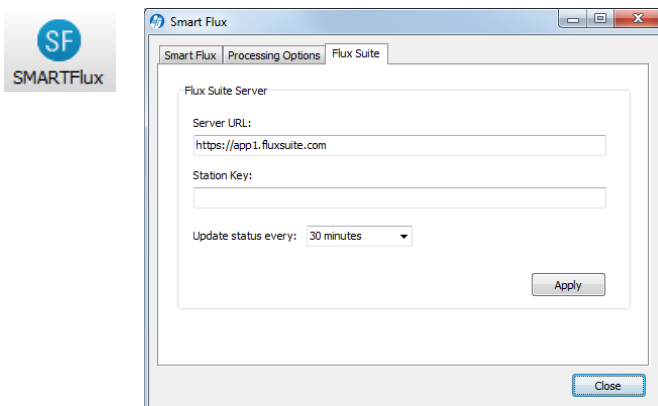 SF
SMARTFlux
Smart Flux
Smart Flux Processing Options Flux Suite
Flux Suite Server
Server URL:
https://app1.fluxsuite.com
Station Key:
Update status every: 30 minutes
Apply
Close